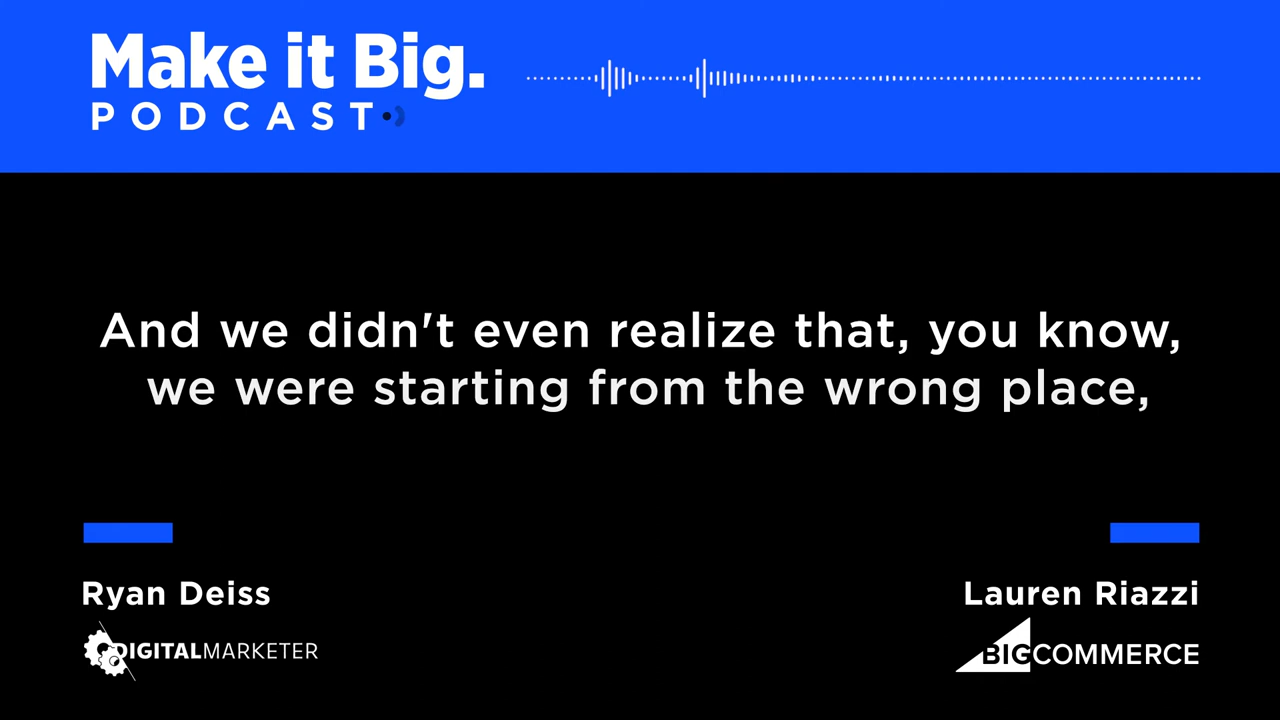 Make it Big.
PODCAST
And we didn't even realize that, you know,
we were starting from the wrong place,
Ryan Deiss
Lauren Riazzi
DIGITALMARKETER
BIGCOMMERCE